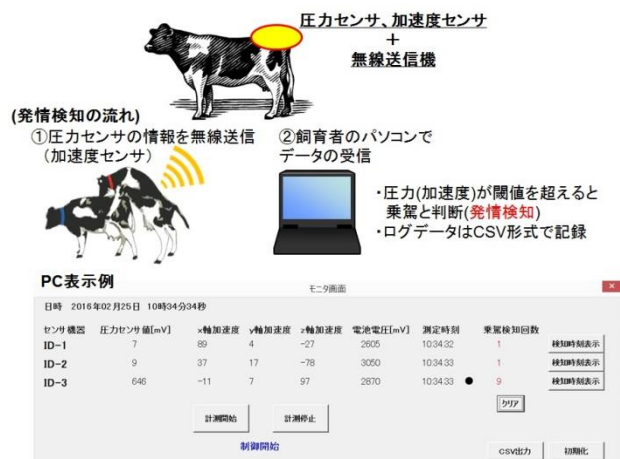 圧力センサ、加速度センサ
+
無線送信機
(発情検知の流れ)
①圧力センサの情報を無線送信
(加速度センサ)
②飼育者のパソコンで
データの受信
・圧力(加速度)が閾値を超えると
乗駕と判断(発情検知)
・ログデータはCSV形式で記録
PC表示例
モニタ画面
日時 2016年02月25日 10時34分34秒
センサ機器 圧力センサ値[mV] x軸加速度 y軸加速度 z軸加速度 電池電圧[mV] 測定時刻 乗駕検知回数
ID-1 7 89 4 -27 2605 10:34:32 1 検知時刻表示
ID-2 9 37 17 -78 3050 10:34:33 1 検知時刻表示
ID-3 646 -11 7 97 2870 10:34:33 ● 9 検知時刻表示
クリア
計測開始 計測停止
制御開始
CSV出力 初期化